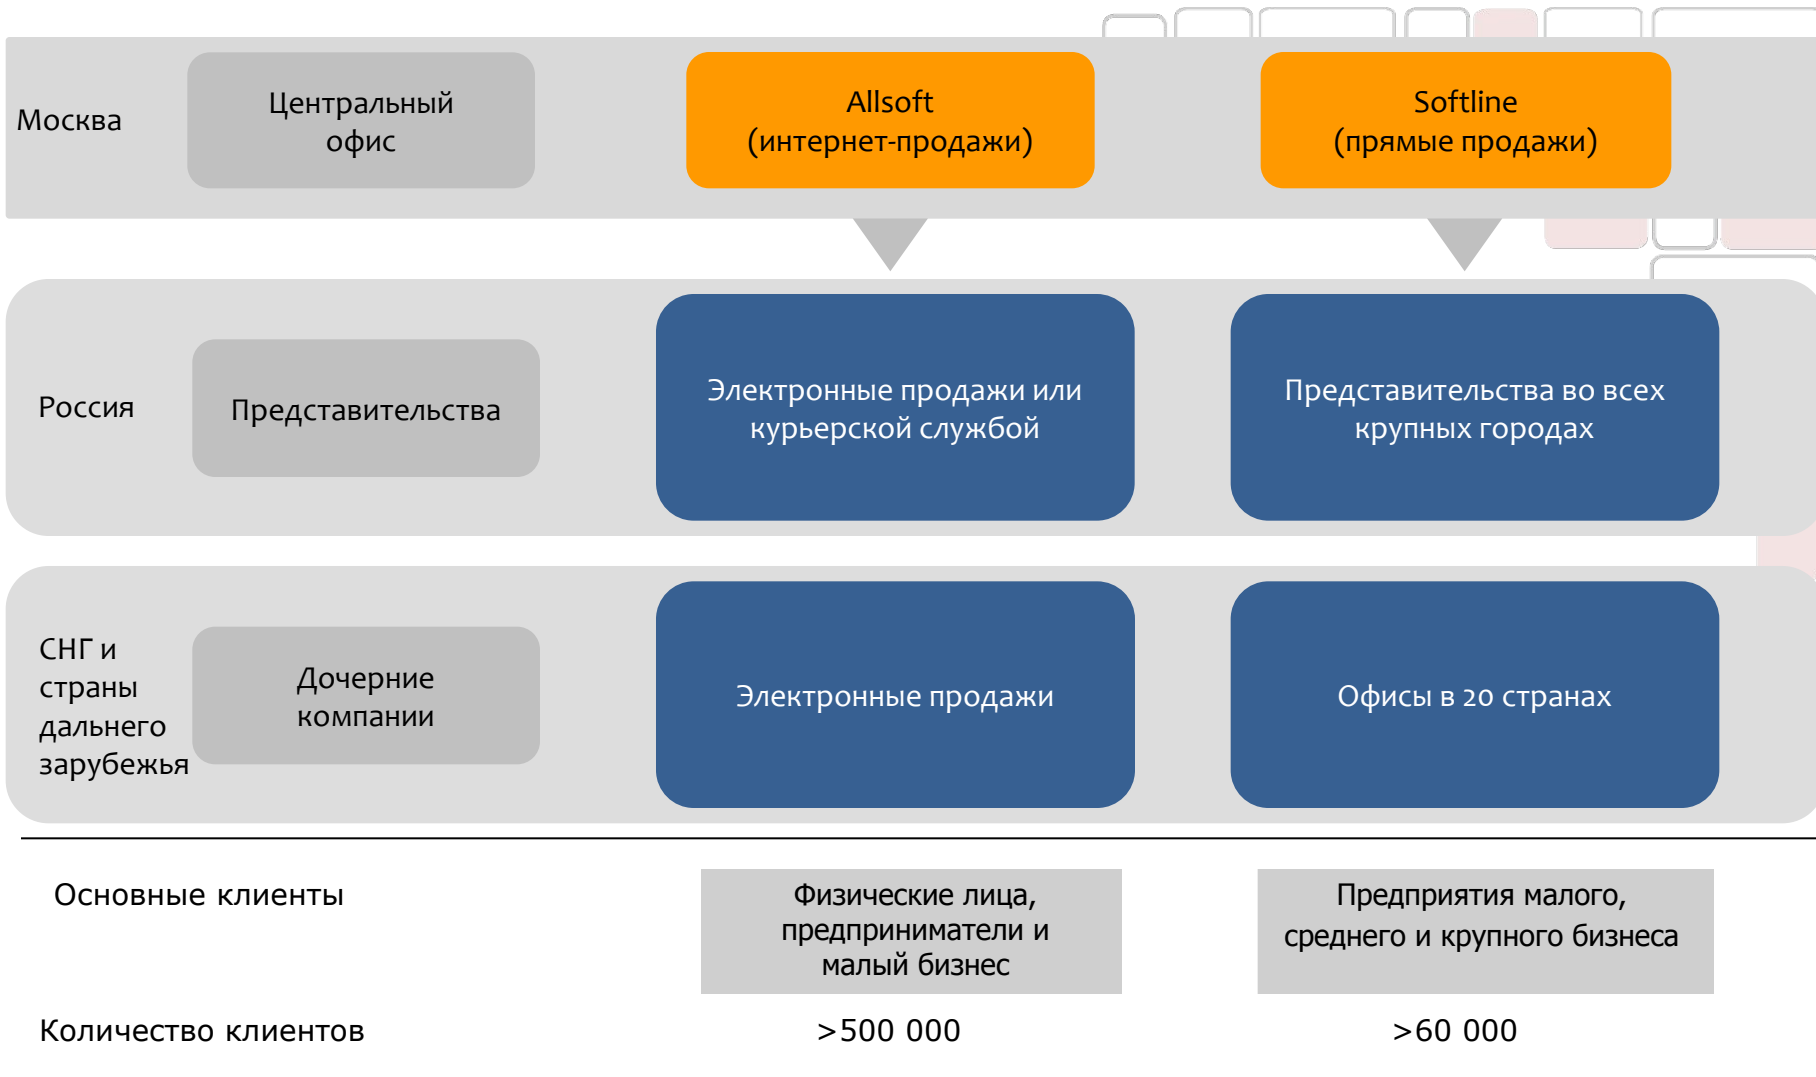 Москва
Центральный
офис
Allsoft
(интернет-продажи)
Softline
(прямые продажи)
Россия
Представительства
Электронные продажи или
курьерской службой
Представительства во всех
крупных городах
СНГ и
страны
дальнего
зарубежья
Дочерние
компании
Электронные продажи
Офисы в 20 странах
Основные клиенты
Физические лица,
предприниматели и
малый бизнес
Предприятия малого,
среднего и крупного бизнеса
Количество клиентов
>500 000
>60 000